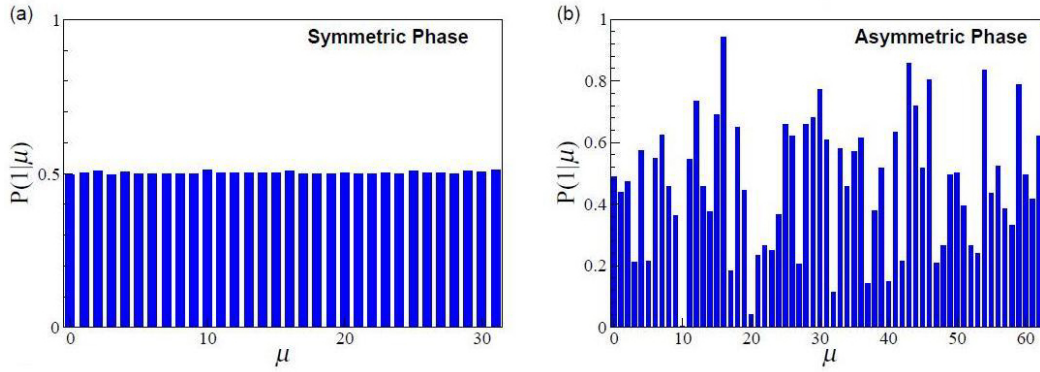 (a)
Symmetric Phase
P(1|μ)
1
0.5
0
0 10 20 30
μ
(b)
Asymmetric Phase
P(1|μ)
1
0.8
0.6
0.4
0.2
0
0 10 20 30 40 50 60
μ